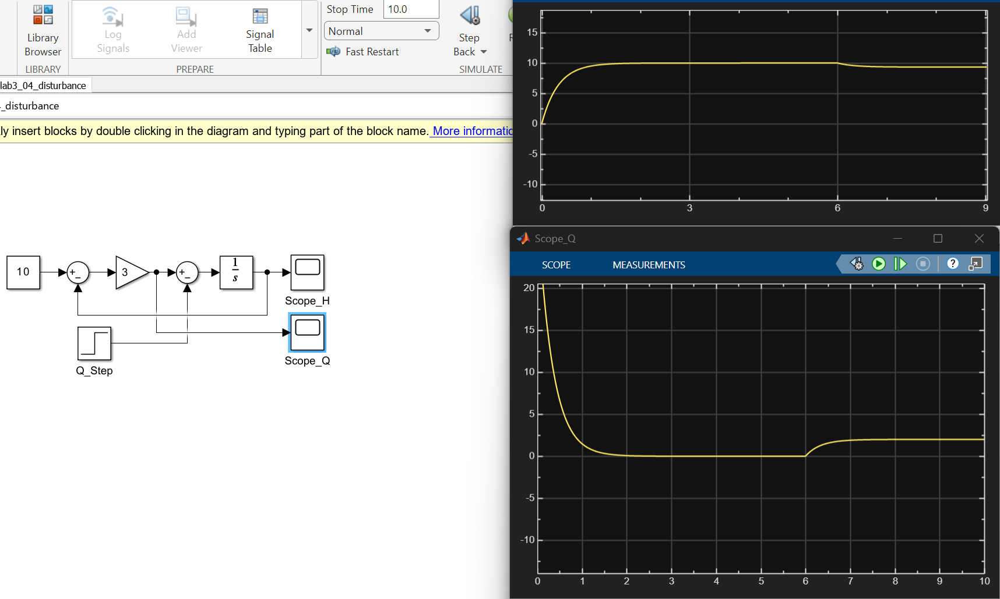 Library
Browser
LIBRARY
Log
Signals
Add
Viewer
Signal
Table
PREPARE
Stop Time 10.0
Normal
Fast Restart
Step
Back
SIMULATE
lab3_04_disturbance
_disturbance
ly insert blocks by double clicking in the diagram and typing part of the block name. More informatic
10
+
−
3
+
−
1
s
Scope_H
Scope_Q
Q_Step
15
10
5
0
-5
-10
0 3 6 9
Scope_Q
SCOPE MEASUREMENTS
?
20
15
10
5
0
-5
-10
0 1 2 3 4 5 6 7 8 9 10